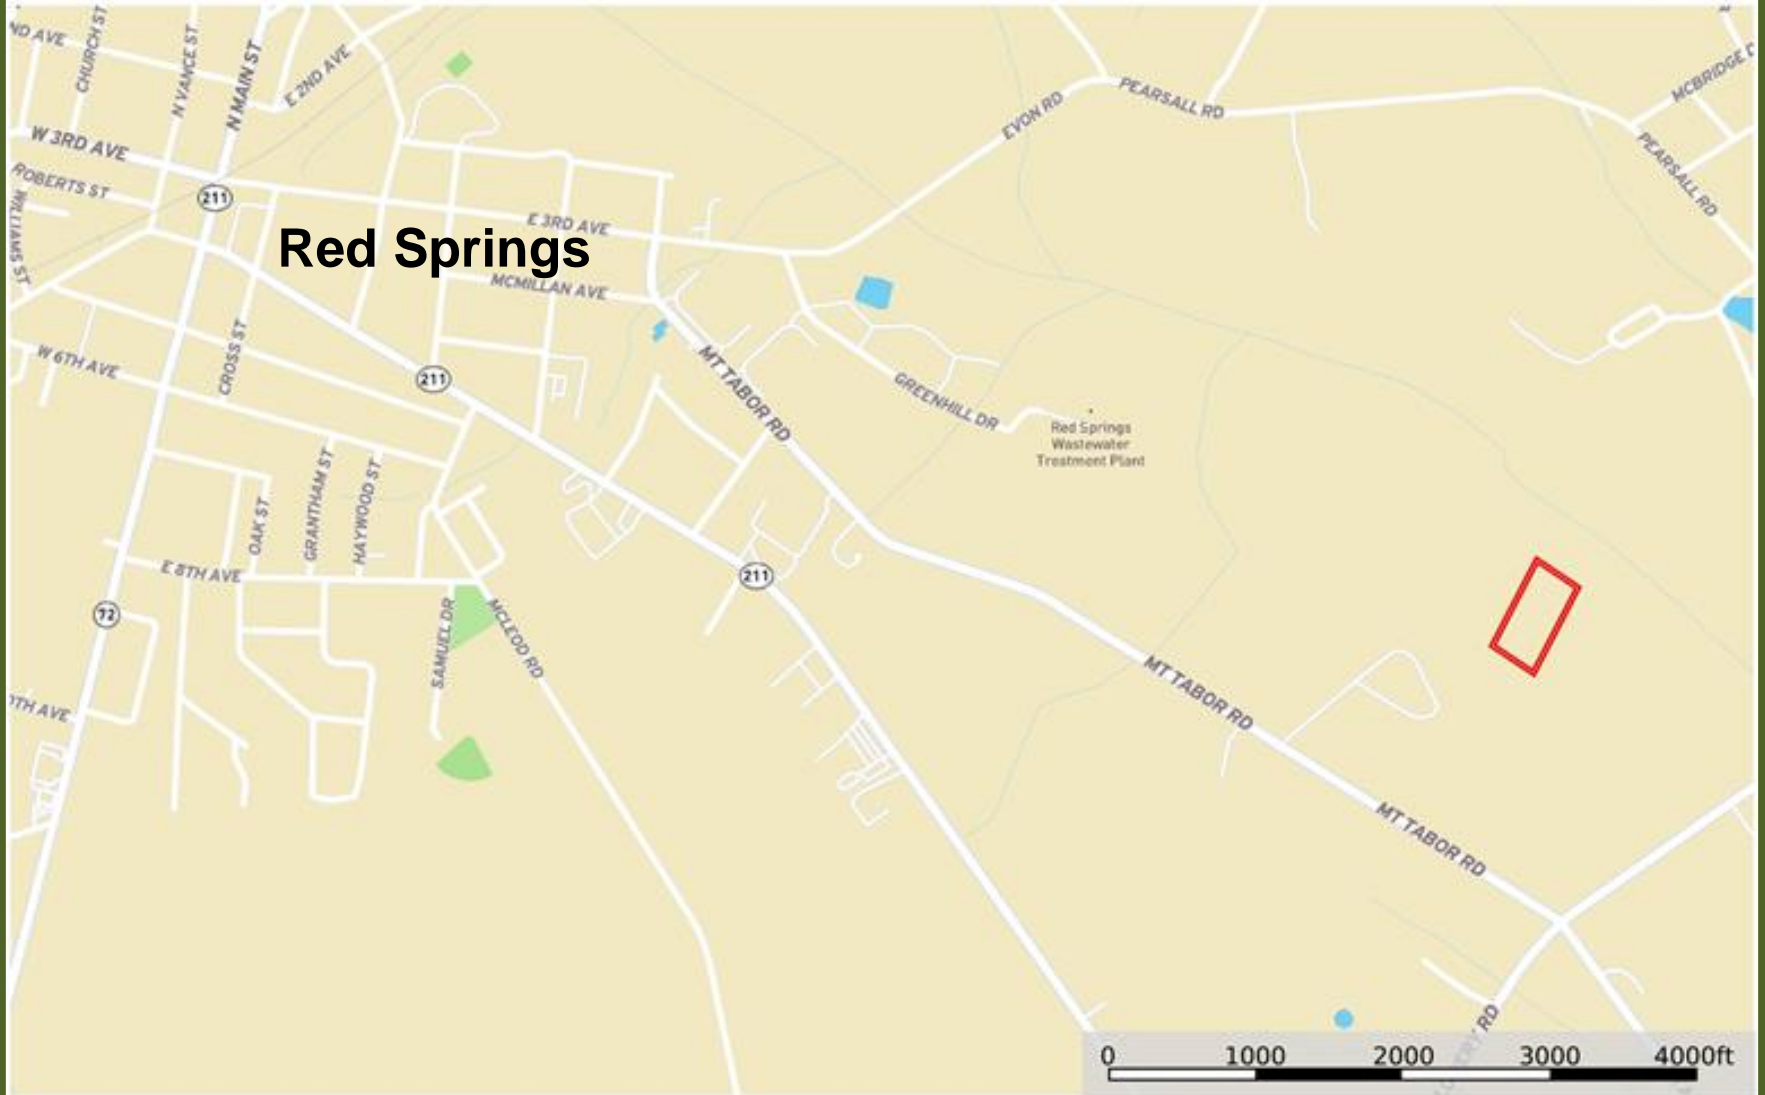 ND AVE
CHURCH ST
N VANCE ST
N MAIN ST
E 2ND AVE
W 3RD AVE
ROBERTS ST
WILLIAMS ST
211
Red Springs
E 3RD AVE
MCMILLAN AVE
EVON RD
PEARSALL RD
MCBRIDGE D
PEARSALL RD
W 6TH AVE
CROSS ST
211
MT TABOR RD
GREENHILL DR
Red Springs
Wastewater
Treatment Plant
OAK ST
GRANTHAM ST
HAYWOOD ST
E 8TH AVE
211
72
SAMUEL DR
MCLEOD RD
MT TABOR RD
0TH AVE
MT TABOR RD
RD
0 1000 2000 3000 4000ft